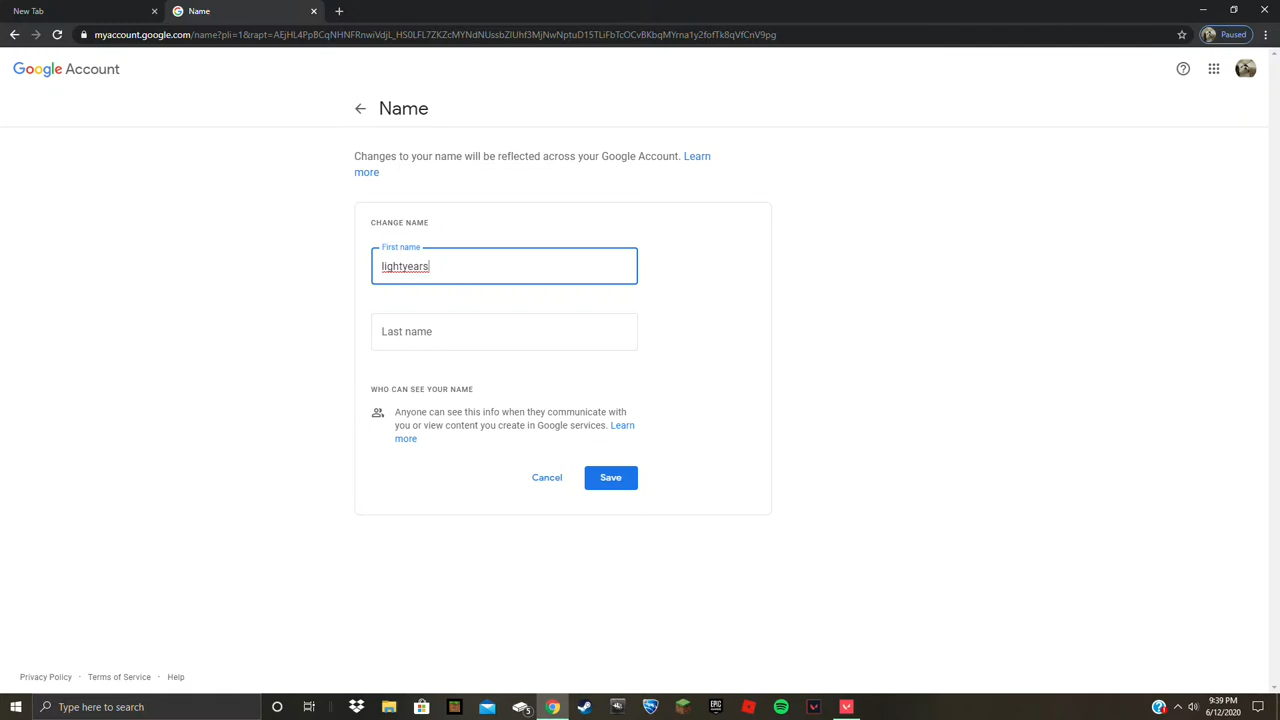 New Tab
Name
myaccount.google.com/name?pli=1&rapt=AEjHL4PpBCqNHNFRnwiVdjL_HS0LFL7ZKZcMYNdNUssbZIUhf3MjNwNptuD15TLiFbTcOCvBKbqMYrna1y2fofTk8qVfCnV9pg
Paused
Google Account
Name
Changes to your name will be reflected across your Google Account. Learn
more
CHANGE NAME
First name
lightyears
Last name
WHO CAN SEE YOUR NAME
Anyone can see this info when they communicate with
you or view content you create in Google services. Learn
more
Cancel
Save
Privacy Policy · Terms of Service · Help
Type here to search
5
EPIC
9:39 PM
6/12/2020